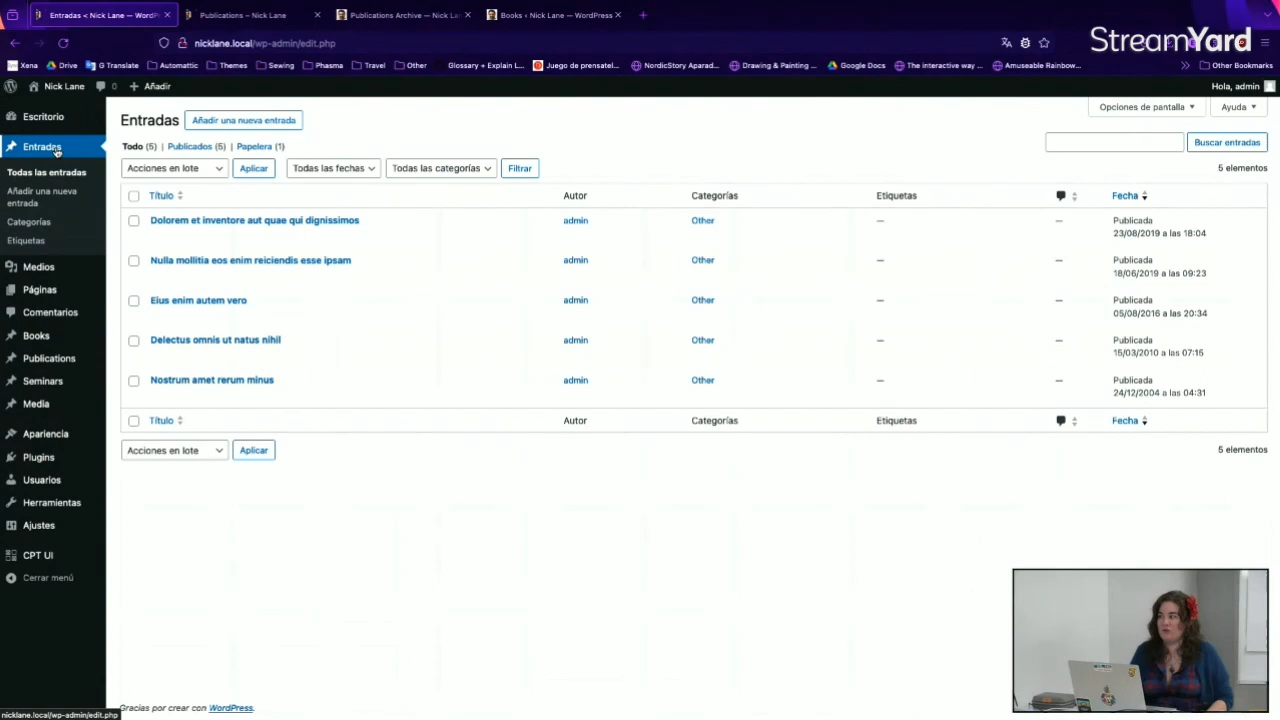 Entradas < Nick Lane — WordPr
Publications – Nick Lane
Publications Archive — Nick La
Books ‹ Nick Lane — WordPress
nicklane.local/wp-admin/edit.php
StreamYard
Xena
Drive
G Translate
Automattic
Themes
Sewing
Phasma
Travel
Other
Glossary + Explain L...
Juego de prensatel...
NordicStory Aparad...
Drawing & Painting ...
Google Docs
The interactive way ...
Amuseable Rainbow...
Other Bookmarks
Nick Lane
0
Añadir
Hola, admin
Escritorio
Entradas
Todas las entradas
Añadir una nueva
entrada
Categorías
Etiquetas
Medios
Páginas
Comentarios
Books
Publications
Seminars
Media
Apariencia
Plugins
Usuarios
Herramientas
Ajustes
CPT UI
Cerrar menú
Opciones de pantalla
Ayuda
Entradas
Añadir una nueva entrada
Todo (5) | Publicados (5) | Papelera (1)
Buscar entradas
Acciones en lote
Aplicar
Todas las fechas
Todas las categorías
Filtrar
5 elementos
Título
Autor
Categorías
Etiquetas
Fecha
Dolorem et inventore aut quae qui dignissimos
admin
Other
—
—
Publicada
23/08/2019 a las 18:04
Nulla mollitia eos enim reiciendis esse ipsam
admin
Other
—
—
Publicada
18/06/2019 a las 09:23
Eius enim autem vero
admin
Other
—
—
Publicada
05/08/2016 a las 20:34
Delectus omnis ut natus nihil
admin
Other
—
—
Publicada
15/03/2010 a las 07:15
Nostrum amet rerum minus
admin
Other
—
—
Publicada
24/12/2004 a las 04:31
Título
Autor
Categorías
Etiquetas
Fecha
Acciones en lote
Aplicar
5 elementos
Gracias por crear con WordPress.
nicklane.local/wp-admin/edit.php